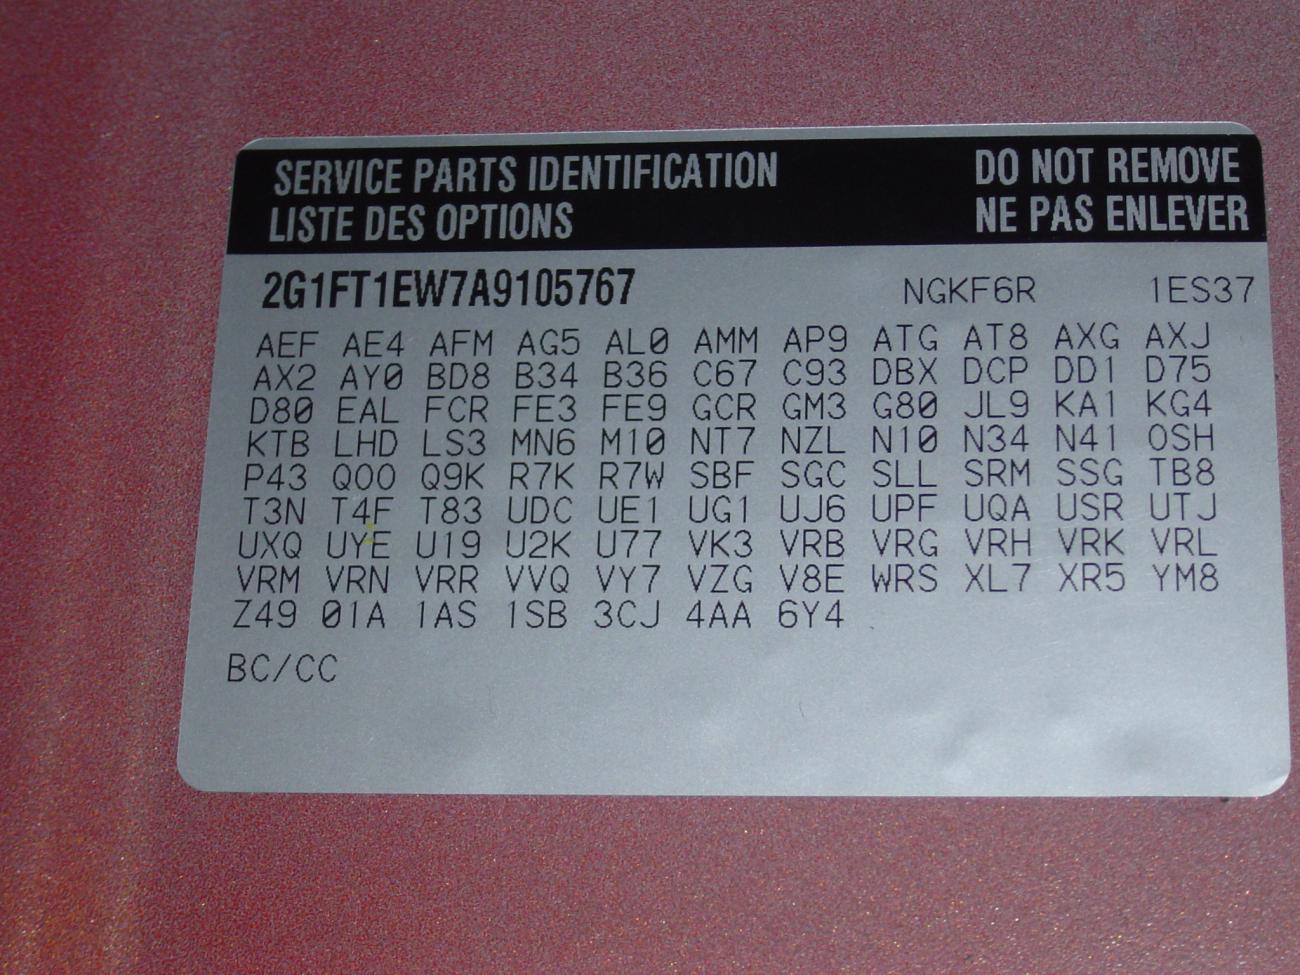 SERVICE PARTS IDENTIFICATION DO NOT REMOVE
LISTE DES OPTIONS NE PAS ENLEVER
2G1FT1EW7A9105767 NGKF6R 1ES37
AEF AE4 AFM AG5 AL0 AMM AP9 ATG AT8 AXG AXJ
AX2 AY0 BD8 B34 B36 C67 C93 DBX DCP DD1 D75
D80 EAL FCR FE3 FE9 GCR GM3 G80 JL9 KA1 KG4
KTB LHD LS3 MN6 M10 NT7 NZL N10 N34 N41 OSH
P43 QOO Q9K R7K R7W SBF SGC SLL SRM SSG TB8
T3N T4F T83 UDC UE1 UG1 UJ6 UPF UQA USR UTJ
UXQ UYE U19 U2K U77 VK3 VRB VRG VRH VRK VRL
VRM VRN VRR VVQ VY7 VZG V8E WRS XL7 XR5 YM8
Z49 01A 1AS 1SB 3CJ 4AA 6Y4
BC/CC